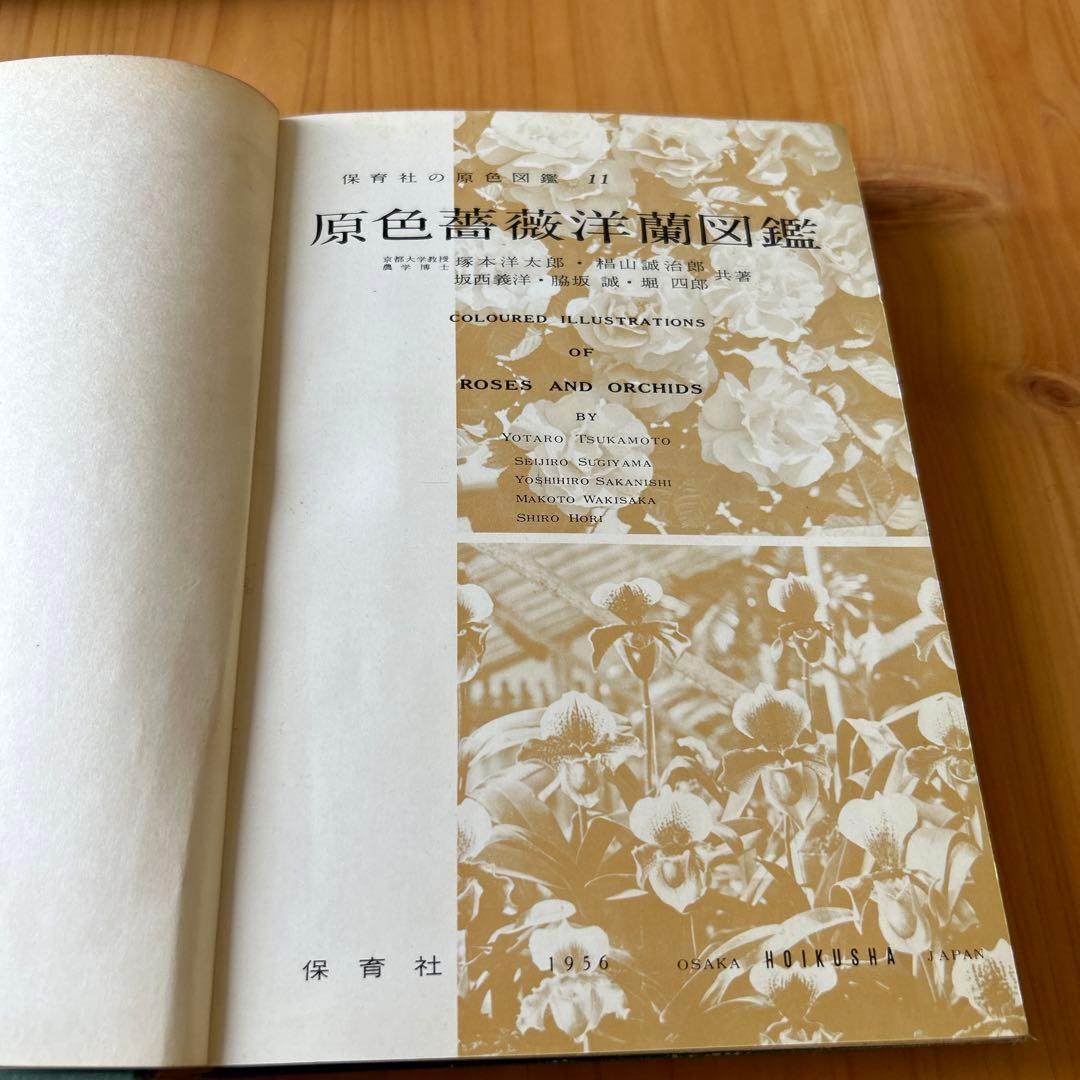 保育社の原色図鑑 11
原色薔薇洋蘭図鑑
京都大学教授
農学博士
塚本洋太郎・椙山誠治郎
坂西義洋・脇坂 誠・堀 四郎
共著
COLOURED ILLUSTRATIONS
OF
ROSES AND ORCHIDS
BY
YOTARO TSUKAMOTO
SEIJIRO SUGIYAMA
YOSHIHIRO SAKANISHI
MAKOTO WAKISAKA
SHIRO HORI
保育社 1956 OSAKA HOIKUSHA JAPAN